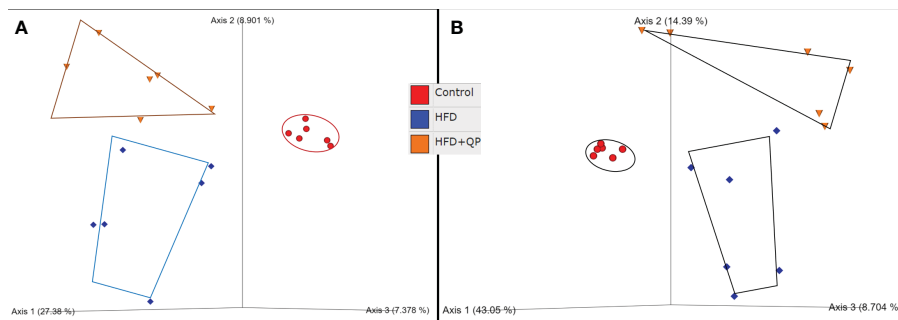 A
Axis 2 (8.901 %)
Axis 1 (27.38 %)
Axis 3 (7.378 %)
Control
HFD
HFD+QP
B
Axis 2 (14.39 %)
Axis 1 (43.05 %)
Axis 3 (8.704 %